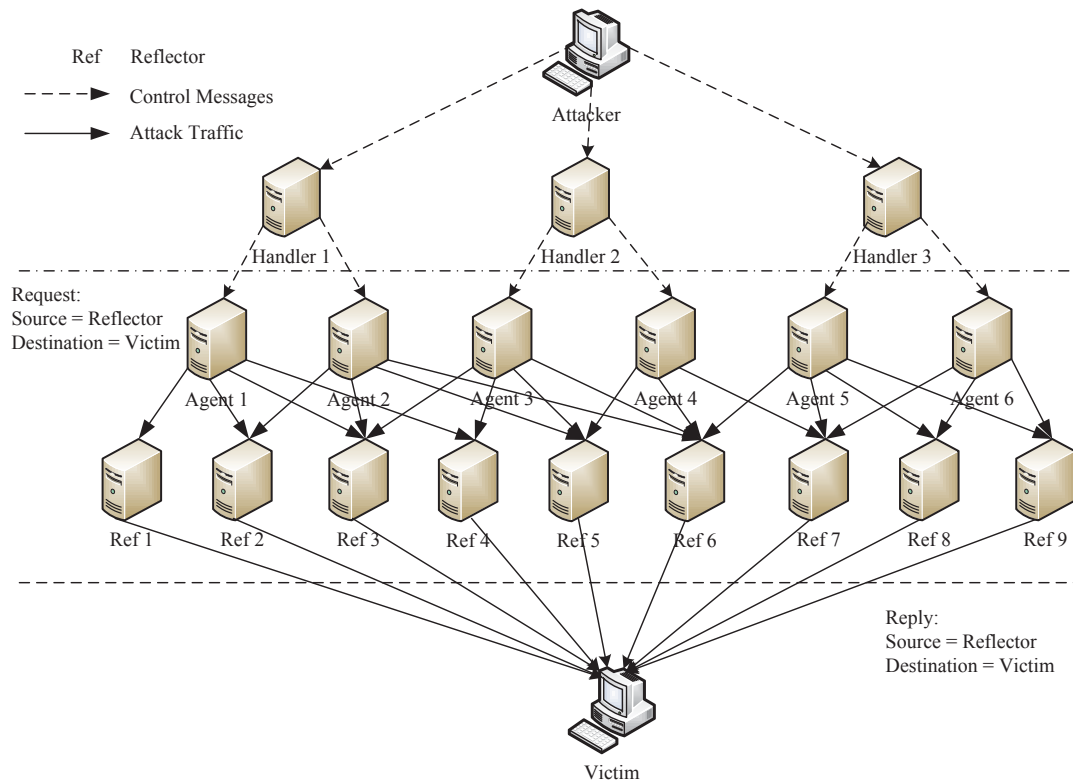 Ref Reflector
Control Messages
Attack Traffic
Attacker
Handler 1 Handler 2 Handler 3
Request:
Source = Reflector
Destination = Victim
Agent 1 Agent 2 Agent 3 Agent 4 Agent 5 Agent 6
Ref 1 Ref 2 Ref 3 Ref 4 Ref 5 Ref 6 Ref 7 Ref 8 Ref 9
Reply:
Source = Reflector
Destination = Victim
Victim